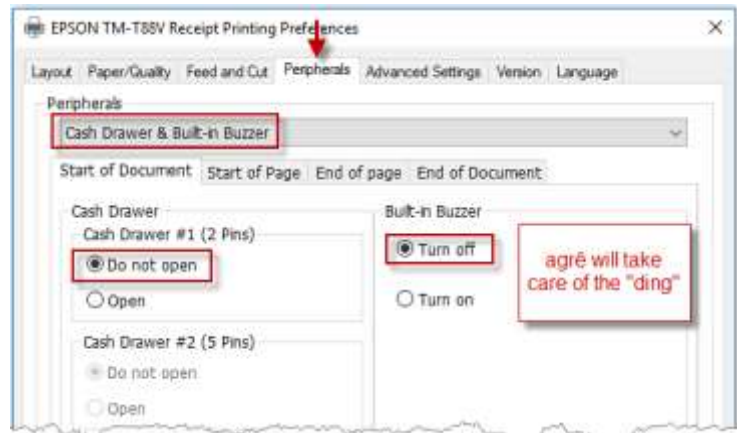 EPSON TM-T88V Receipt Printing Preferences
Layout Paper/Quality Feed and Cut Peripherals Advanced Settings Version Language
Peripherals
Cash Drawer & Built-in Buzzer
Start of Document Start of Page End of page End of Document
Cash Drawer
Cash Drawer #1 (2 Pins)
Do not open
Open
Cash Drawer #2 (5 Pins)
Do not open
Open
Built-in Buzzer
Turn off
Turn on
agrē will take
care of the "ding"